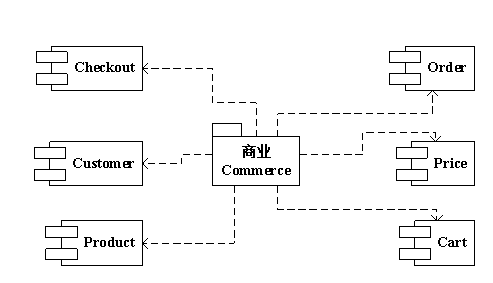 Checkout
Order
商业
Commerce
Customer
Price
Product
Cart